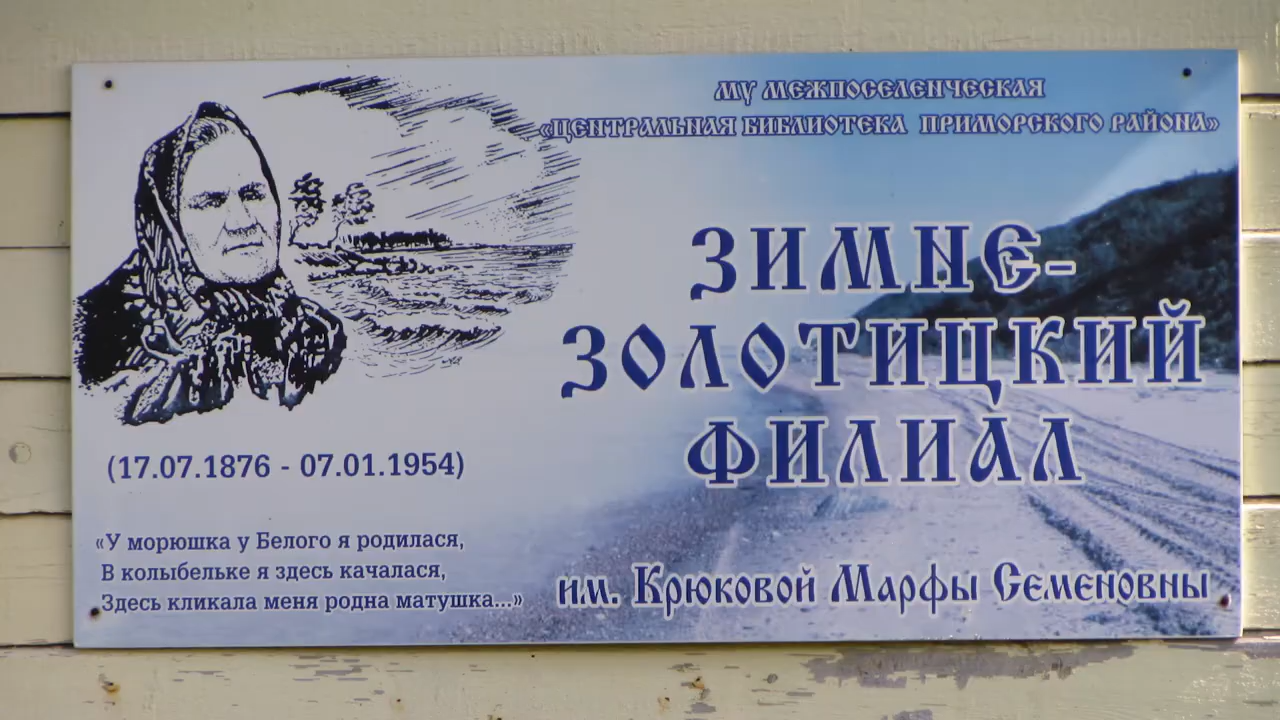 МУ МЕЖПОСЕЛЕНЧЕСКАЯ
«ЦЕНТРАЛЬНАЯ БИБЛИОТЕКА ПРИМОРСКОГО РАЙОНА»
ЗИМНЕ-
ЗОЛОТИЦКИЙ
ФИЛИАЛ
им. Крюковой Марфы Семеновны
(17.07.1876 - 07.01.1954)
«У морюшка у Белого я родилася,
В колыбельке я здесь качалася,
Здесь кликала меня родна матушка...»